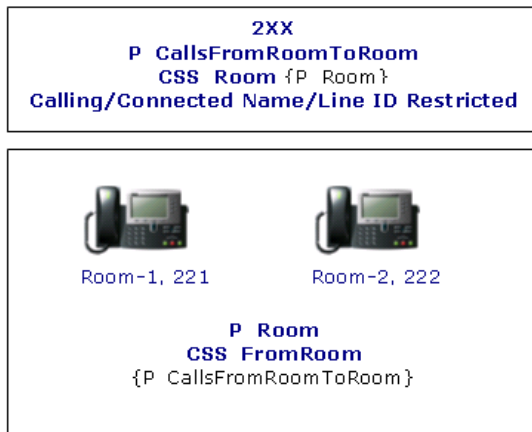 2XX
P CallsFromRoomToRoom
CSS Room {P Room}
Calling/Connected Name/Line ID Restricted
Room-1, 221
Room-2, 222
P Room
CSS FromRoom
{P CallsFromRoomToRoom}